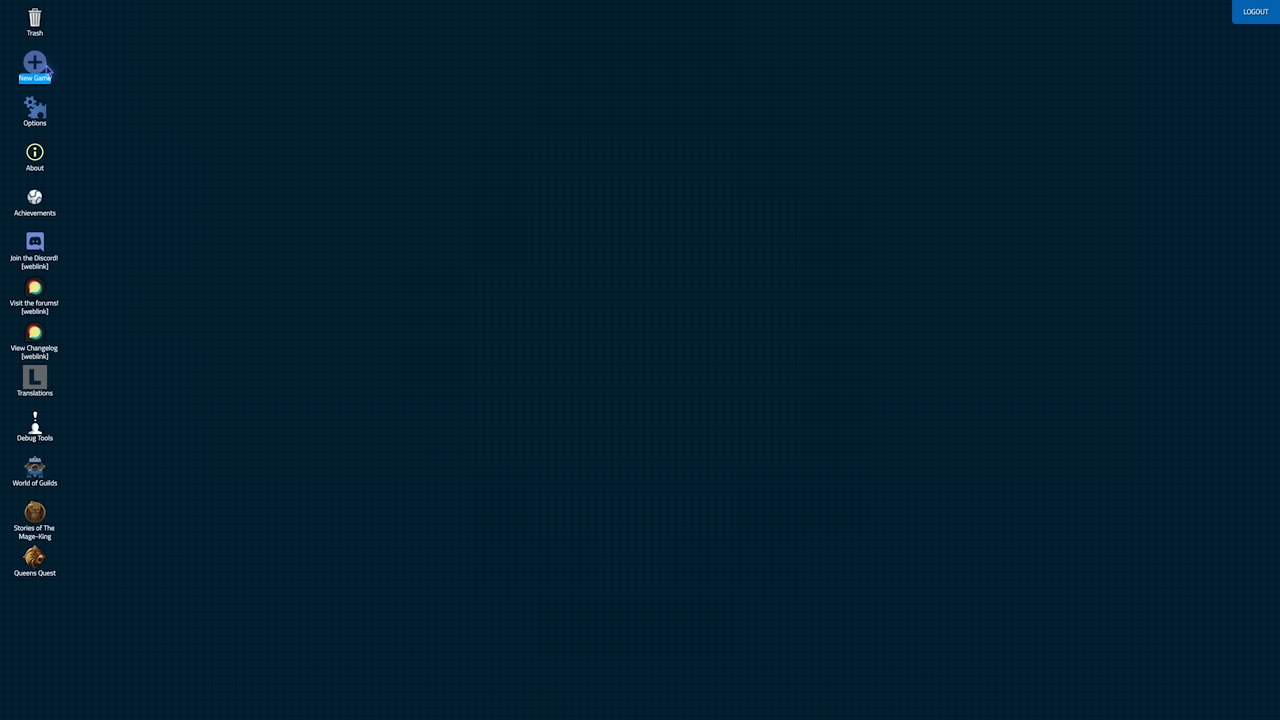 LOGOUT
Trash
New Game
Options
About
Achievements
Join the Discord!
[weblink]
Visit the forums!
[weblink]
View Changelog
[weblink]
L
Translations
Debug Tools
World of Guilds
Stories of The
Mage-King
Queens Quest